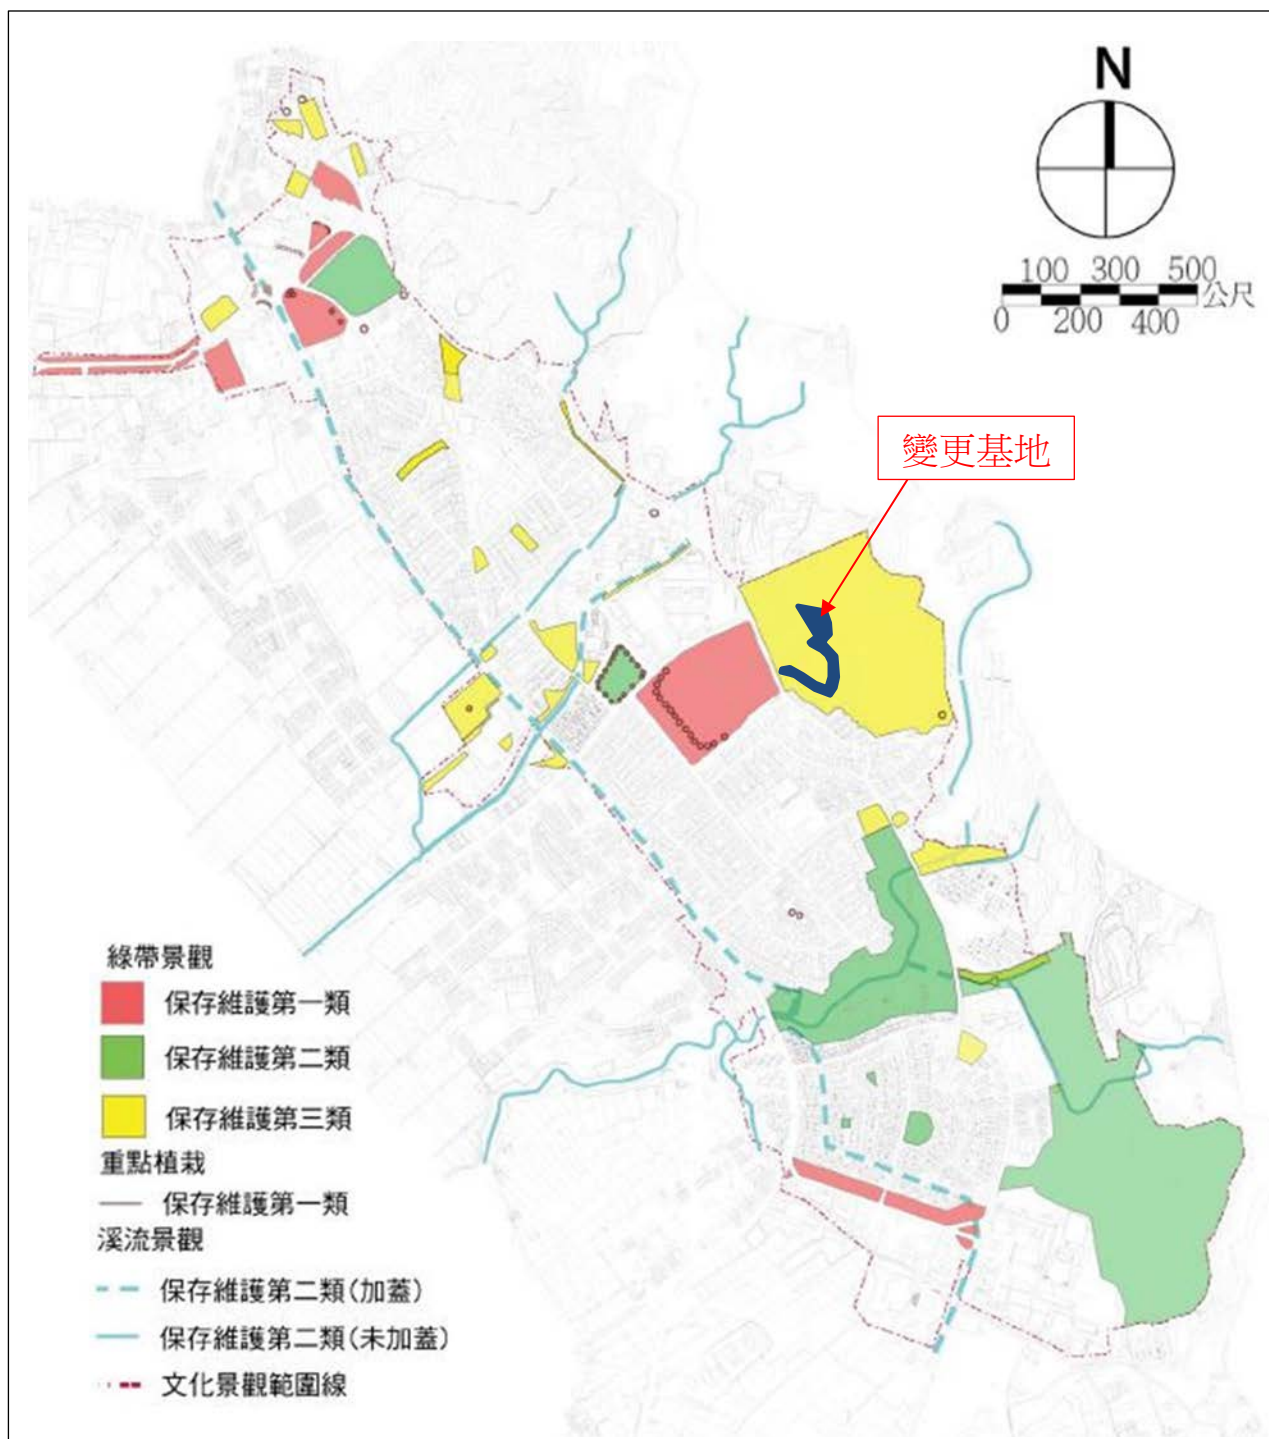 N
100 300 500
公尺
0 200 400
變更基地
綠帶景觀
保存維護第一類
保存維護第二類
保存維護第三類
重點植栽
保存維護第一類
溪流景觀
保存維護第二類(加蓋)
保存維護第二類(未加蓋)
文化景觀範圍線